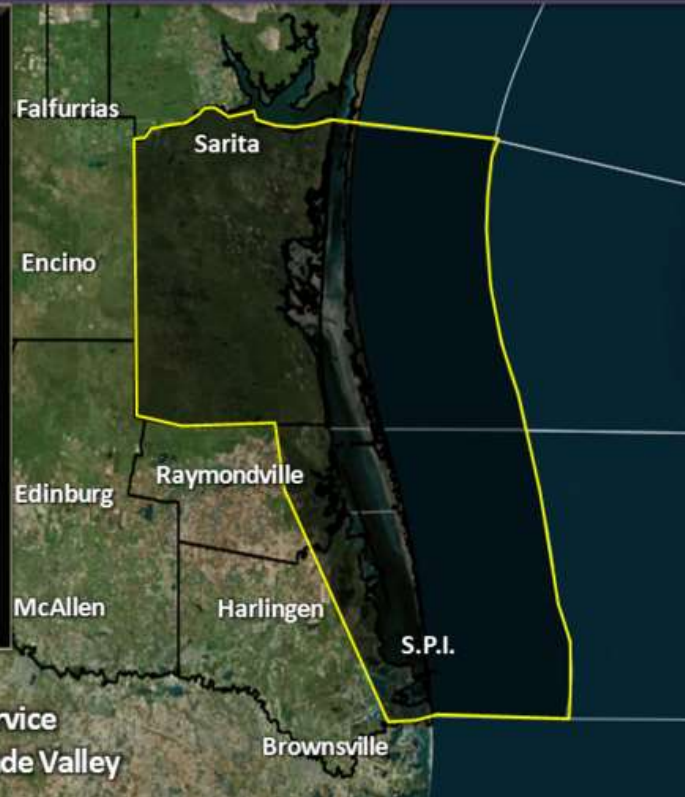 Falfurrias
Sarita
Encino
Raymondville
Edinburg
McAllen
Harlingen
S.P.I.
rvice
Brownsville
de Valley